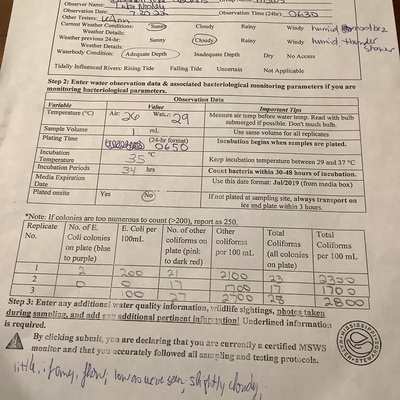 Observer Name:
Observation Date: 7.20.22 Observation Time (24hr): 0630
Other Testers:
Current Weather Conditions: Sunny Cloudy Rainy Windy humid
Weather Details:
Weather previous 24-hr: Sunny Cloudy Rainy Windy humid, thunder
Weather Details: shower
Waterbody Condition: Adequate Depth Inadequate Depth Dry No Access
Tidally Influenced Rivers: Rising Tide Falling Tide Uncertain Not Applicable
Step 2: Enter water observation data & associated bacteriological monitoring parameters if you are
monitoring bacteriological parameters.
Observation Data
Variable Value Important Tips
Temperature (°C) Air: 26 Water: 29 Measure air temp before water temp. Read with bulb
submerged if possible. Don't touch bulb.
Sample Volume 1 mL Use same volume for all replicates
Plating Time (24-hr format) 0650 Incubation begins when samples are plated.
Incubation Temperature 35 °C Keep incubation temperature between 29 and 37 °C
Incubation Periods 34 hrs Count bacteria within 30-48 hours of incubation.
Media Expiration Date Use this date format: Jul/2019 (from media box)
Plated onsite Yes No If not plated at sampling site, always transport on
ice and plate within 3 hours.
*Note: If colonies are too numerous to count (>200), report as 250.
Replicate No. No. of E. Coli colonies on plate (blue to purple) E. Coli per 100mL No. of other coliforms on plate (pink to dark red) Other coliforms per 100 mL Total Coliforms (all colonies on plate) Total Coliforms per 100 mL
1 2 200 21 2100 23 2300
2 0 0 17 1700 17 1700
3 100 27 2700 28 2800
Step 3: Enter any additional water quality information, wildlife sightings, photos taken
during sampling, and add any additional pertinent information! Underlined information
is required.
By clicking submit, you are declaring that you are currently a certified MSWS
monitor and that you accurately followed all sampling and testing protocols.
slightly cloudy,